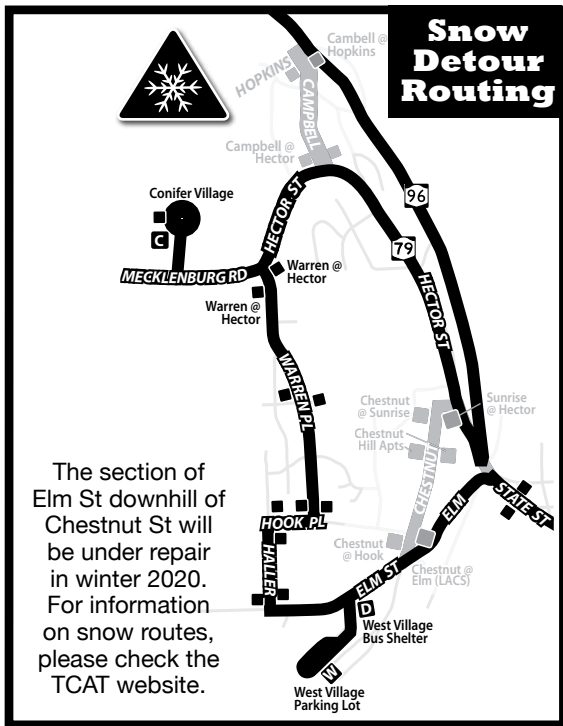 Snow
Detour
Routing
Cambell @
Hopkins
HOPKINS
CAMPBELL
Campbell @
Hector
Conifer Village
C
HECTOR ST
96
79
MECKLENBURG RD
Warren @
Hector
Warren @
Hector
HECTOR ST
WARREN PL
Chestnut
@ Sunrise
Sunrise
@ Hector
Chestnut
Hill Apts
CHESTNUT
The section of
Elm St downhill of
Chestnut St will
be under repair
in winter 2020.
For information
on snow routes,
please check the
TCAT website.
STATE ST
ELM
HOOK PL
HALLER
Chestnut
@ Hook
Chestnut @
Elm (LACS)
ELM ST
D
West Village
Bus Shelter
W
West Village
Parking Lot